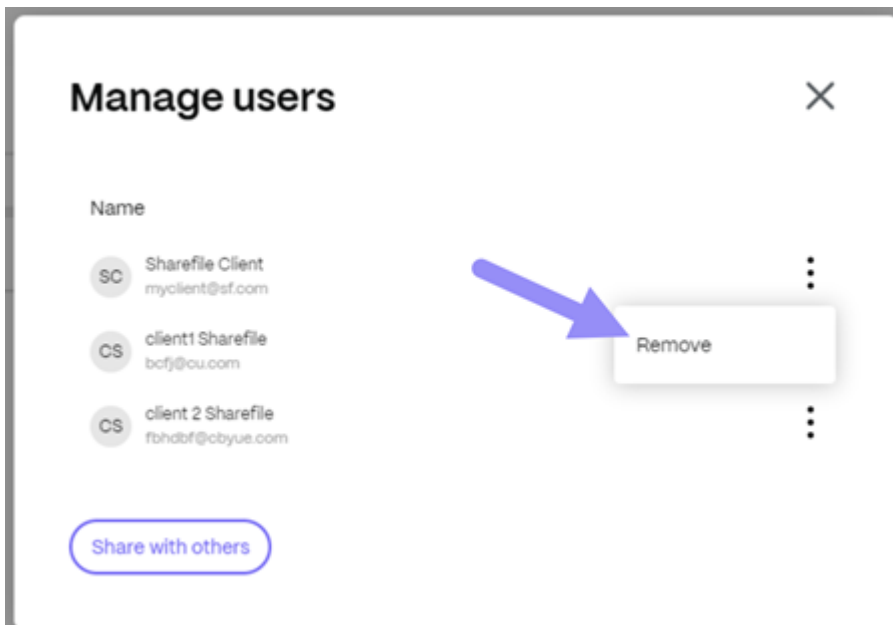 Manage users
Name
SC
Sharefile Client
myclient@sf.com
CS
client1 Sharefile
bcfj@cu.com
Remove
CS
client 2 Sharefile
fbhdbf@cbyue.com
Share with others